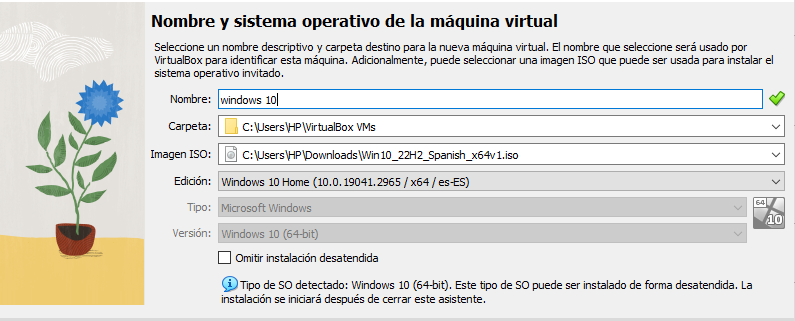 Nombre y sistema operativo de la máquina virtual
Seleccione un nombre descriptivo y carpeta destino para la nueva máquina virtual. El nombre que seleccione será usado por
VirtualBox para identificar esta máquina. Adicionalmente, puede seleccionar una imagen ISO que puede ser usada para instalar el
sistema operativo invitado.
Nombre: windows 10
Carpeta: C:\Users\HP\VirtualBox VMs
Imagen ISO: C:\Users\HP\Downloads\Win10_22H2_Spanish_x64v1.iso
Edición: Windows 10 Home (10.0.19041.2965 / x64 / es-ES)
Tipo: Microsoft Windows
64
10
Versión: Windows 10 (64-bit)
Omitir instalación desatendida
Tipo de SO detectado: Windows 10 (64-bit). Este tipo de SO puede ser instalado de forma desatendida. La
instalación se iniciará después de cerrar este asistente.